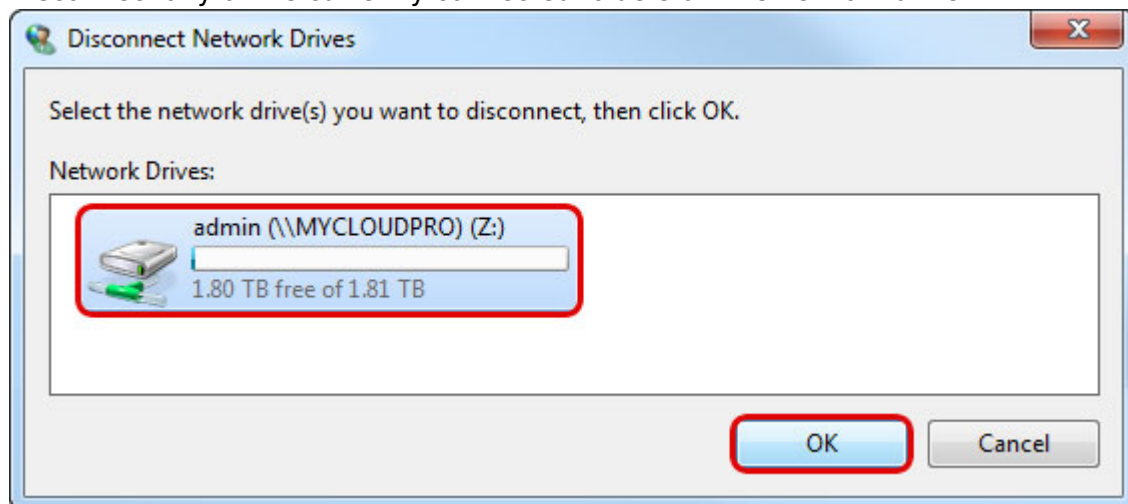 Disconnect Network Drives
Select the network drive(s) you want to disconnect, then click OK.
Network Drives:
admin (\\MYCLOUDPRO) (Z:)
1.80 TB free of 1.81 TB
OK
Cancel